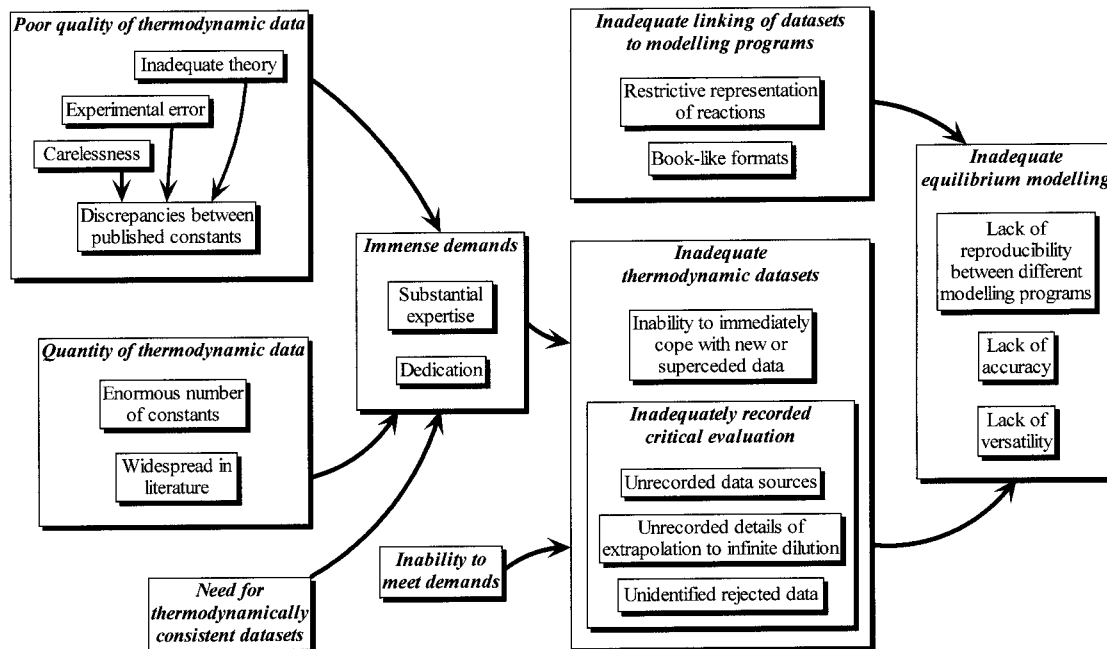 Poor quality of thermodynamic data
Inadequate theory
Experimental error
Carelessness
Discrepancies between
published constants
Quantity of thermodynamic data
Enormous number
of constants
Widespread in
literature
Need for
thermodynamically
consistent datasets
Immense demands
Substantial
expertise
Dedication
Inability to
meet demands
Inadequate linking of datasets
to modelling programs
Restrictive representation
of reactions
Book-like formats
Inadequate
thermodynamic datasets
Inability to immediately
cope with new or
superceded data
Inadequately recorded
critical evaluation
Unrecorded data sources
Unrecorded details of
extrapolation to infinite dilution
Unidentified rejected data
Inadequate
equilibrium modelling
Lack of
reproducibility
between different
modelling programs
Lack of
accuracy
Lack of
versatility